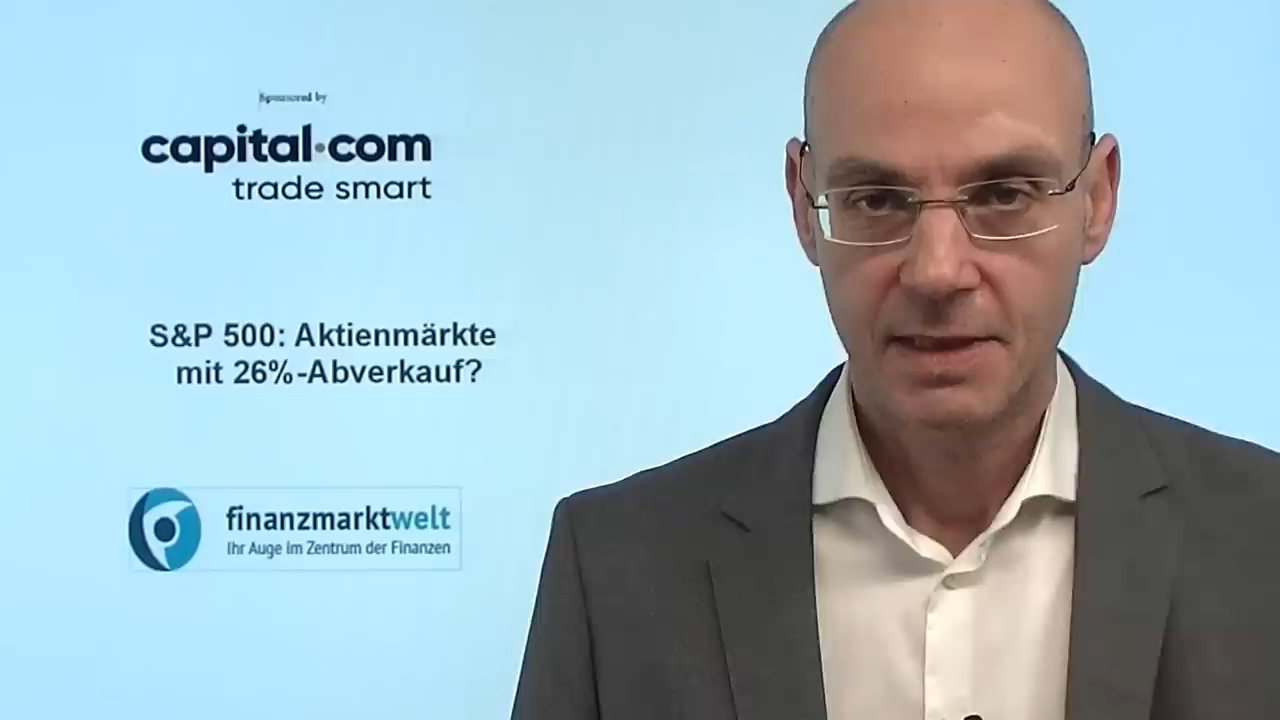 Sponsored by
capital.com
trade smart
S&P 500: Aktienmärkte
mit 26%-Abverkauf?
finanzmarktwelt
Ihr Auge im Zentrum der Finanzen